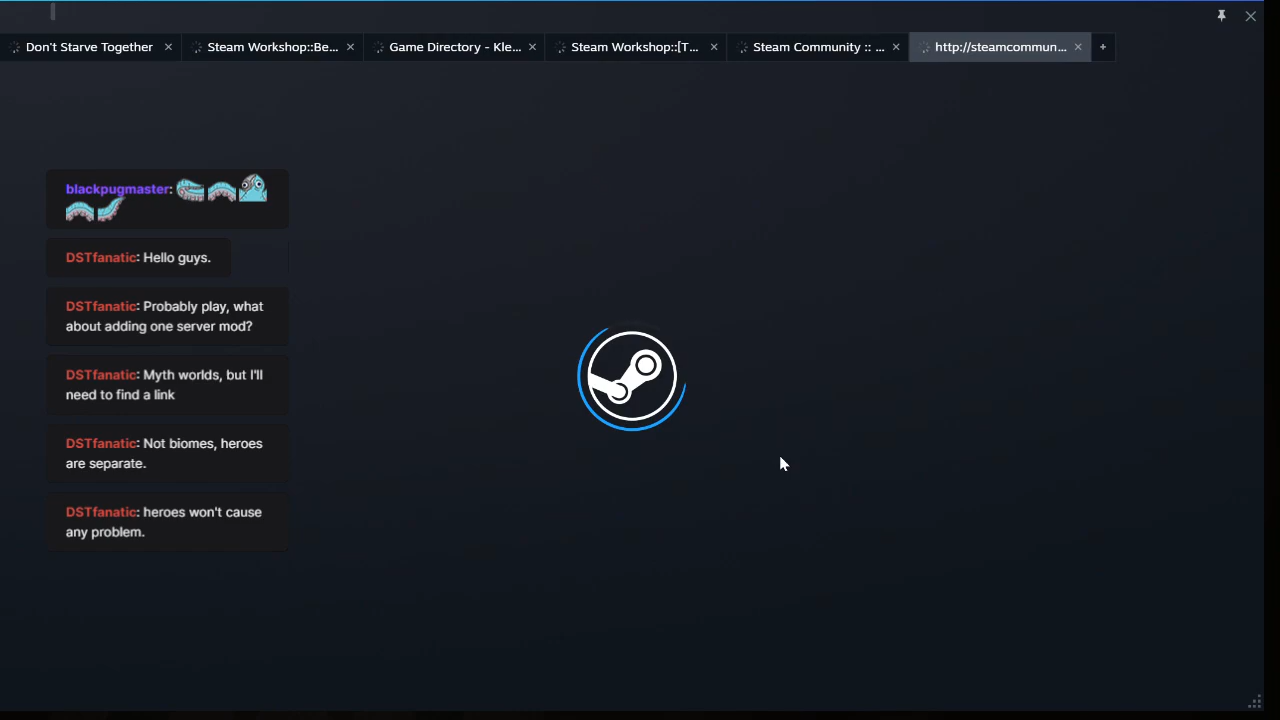 Don't Starve Together
Steam Workshop::Be...
Game Directory - Kle...
Steam Workshop::[T...
Steam Community :: ...
http://steamcommun...
blackpugmaster:
DSTfanatic: Hello guys.
DSTfanatic: Probably play, what
about adding one server mod?
DSTfanatic: Myth worlds, but I'll
need to find a link
DSTfanatic: Not biomes, heroes
are separate.
DSTfanatic: heroes won't cause
any problem.